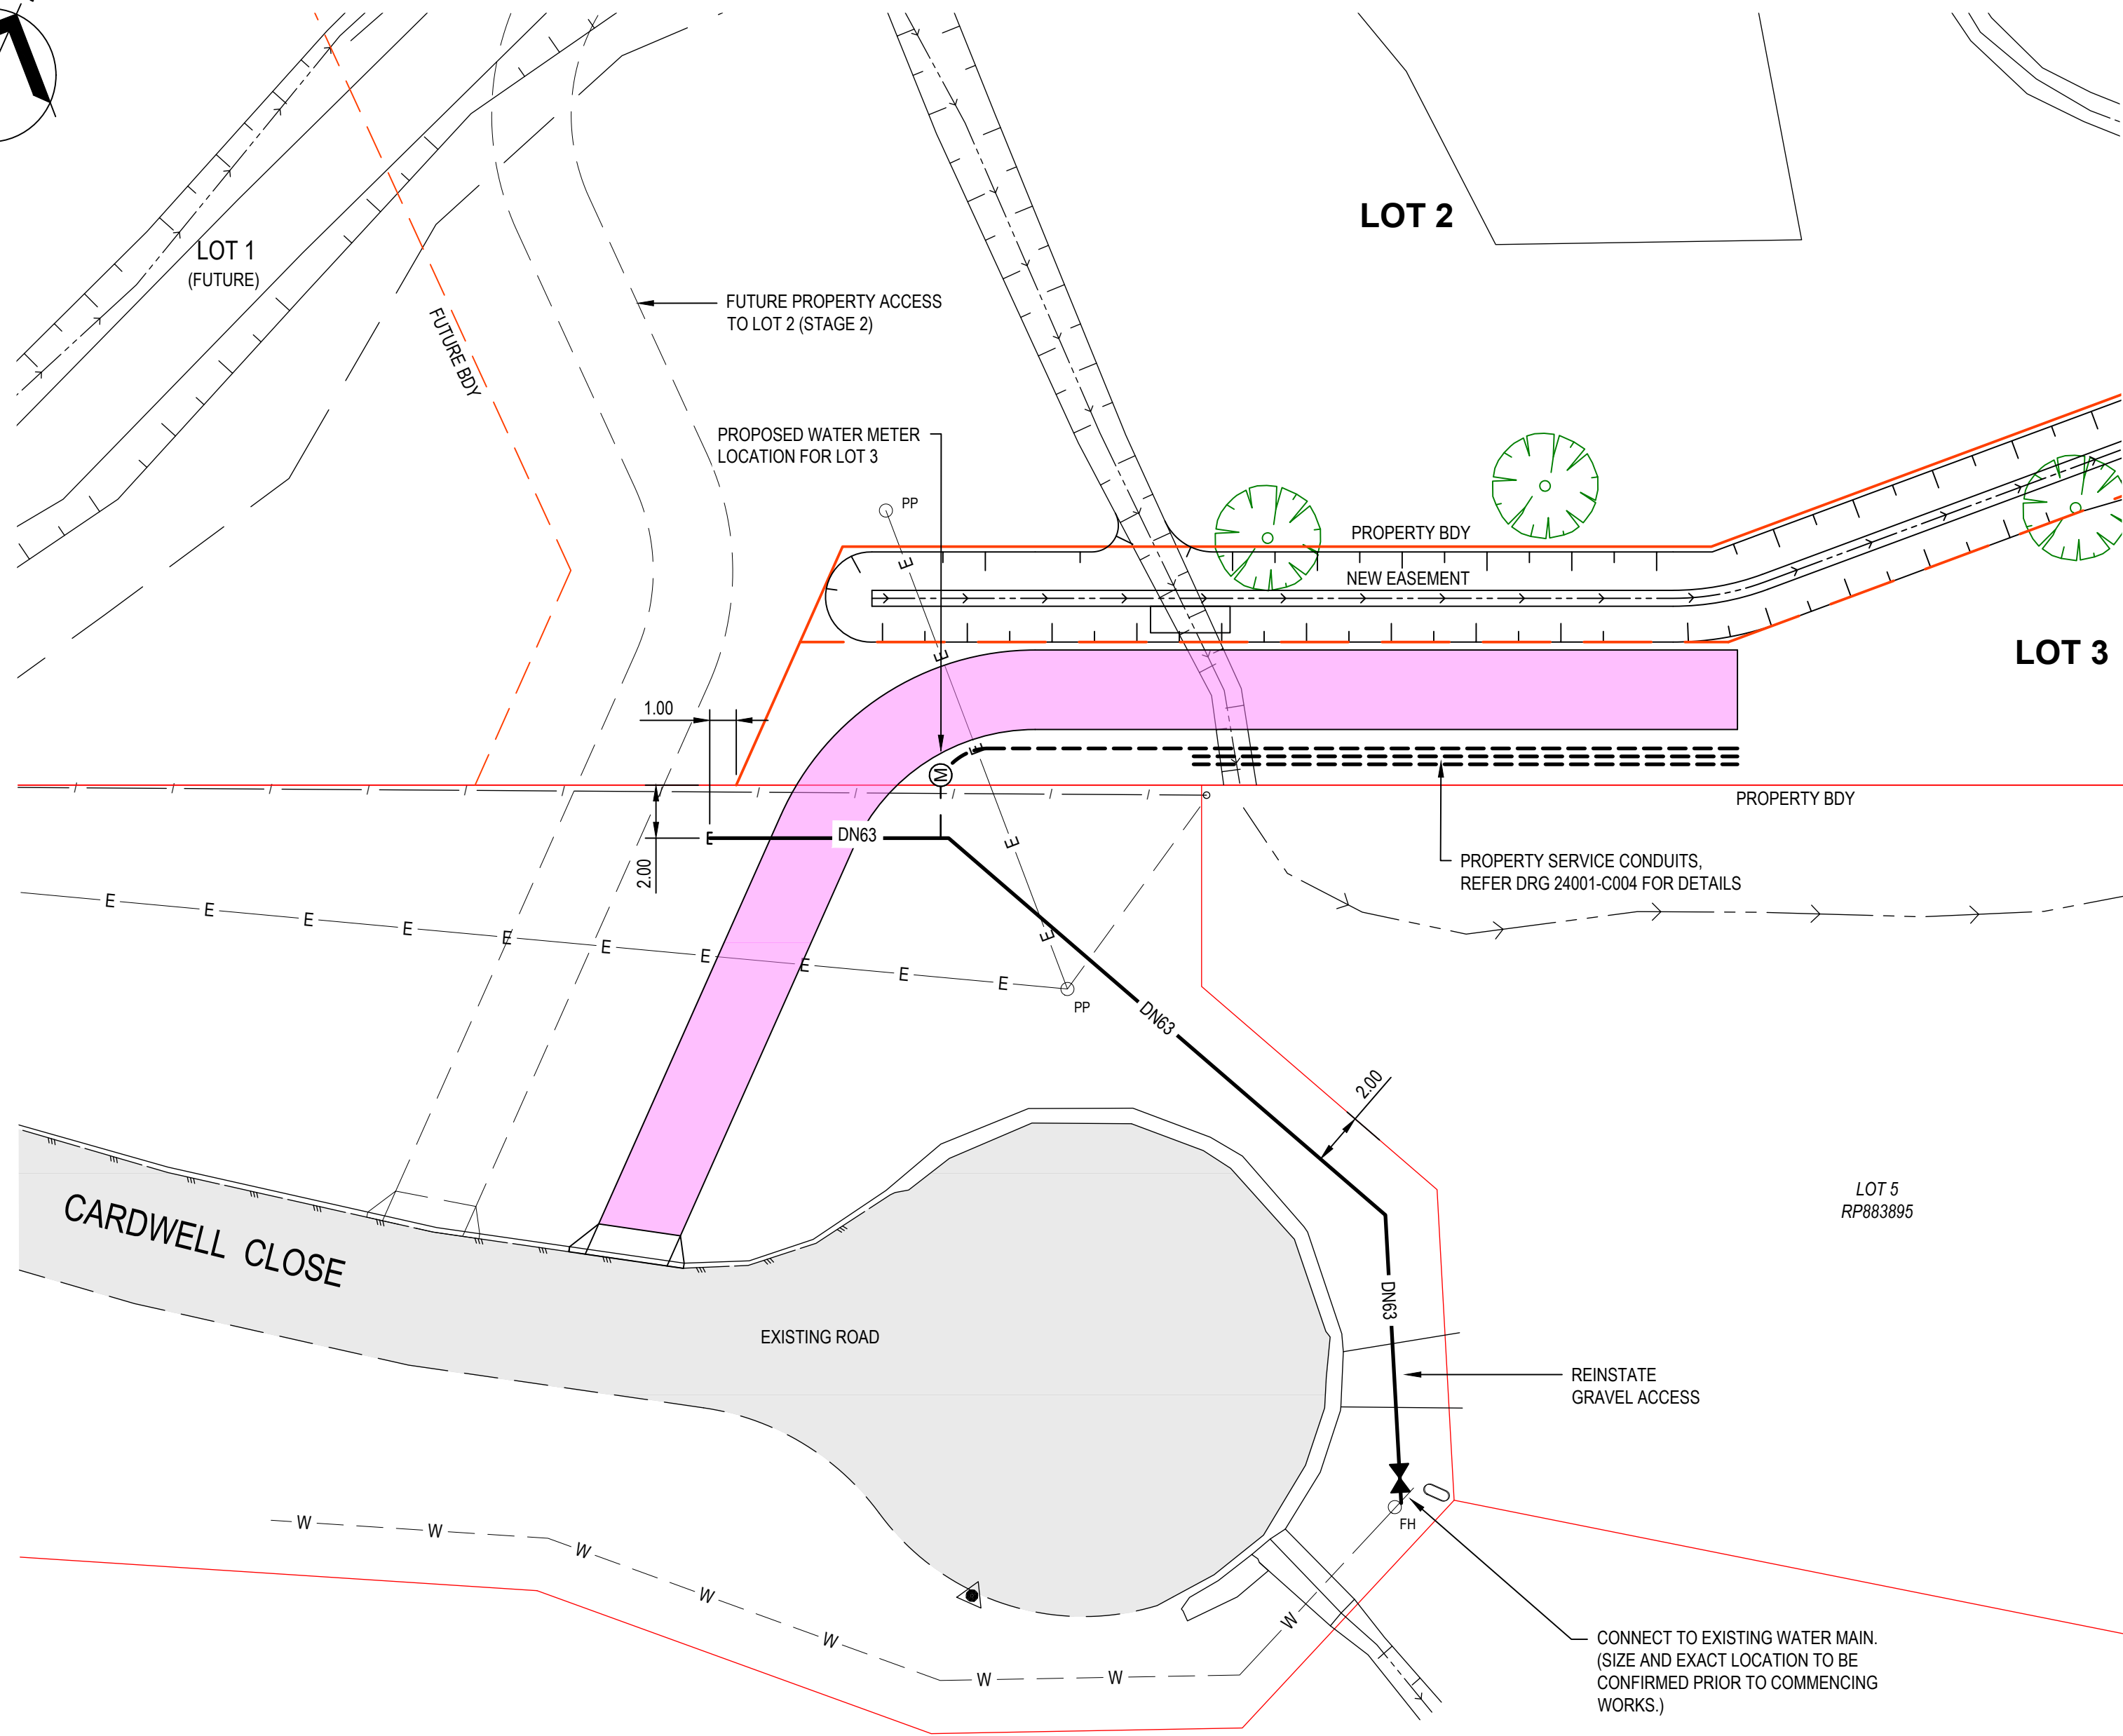 LOT 2
LOT 1
(FUTURE)
FUTURE PROPERTY ACCESS
TO LOT 2 (STAGE 2)
FUTURE BDY
PROPOSED WATER METER
LOCATION FOR LOT 3
PP
PROPERTY BDY
E
NEW EASEMENT
LOT 3
E
1.00
E
M
PROPERTY BDY
DN63
E
2.00
PROPERTY SERVICE CONDUITS,
REFER DRG 24001-C004 FOR DETAILS
E E E E E E E E E E
E
PP
DN63
2.00
LOT 5
RP883895
CARDWELL CLOSE
DN63
EXISTING ROAD
REINSTATE
GRAVEL ACCESS
FH
W W W W W W W W
CONNECT TO EXISTING WATER MAIN.
(SIZE AND EXACT LOCATION TO BE
CONFIRMED PRIOR TO COMMENCING
WORKS.)